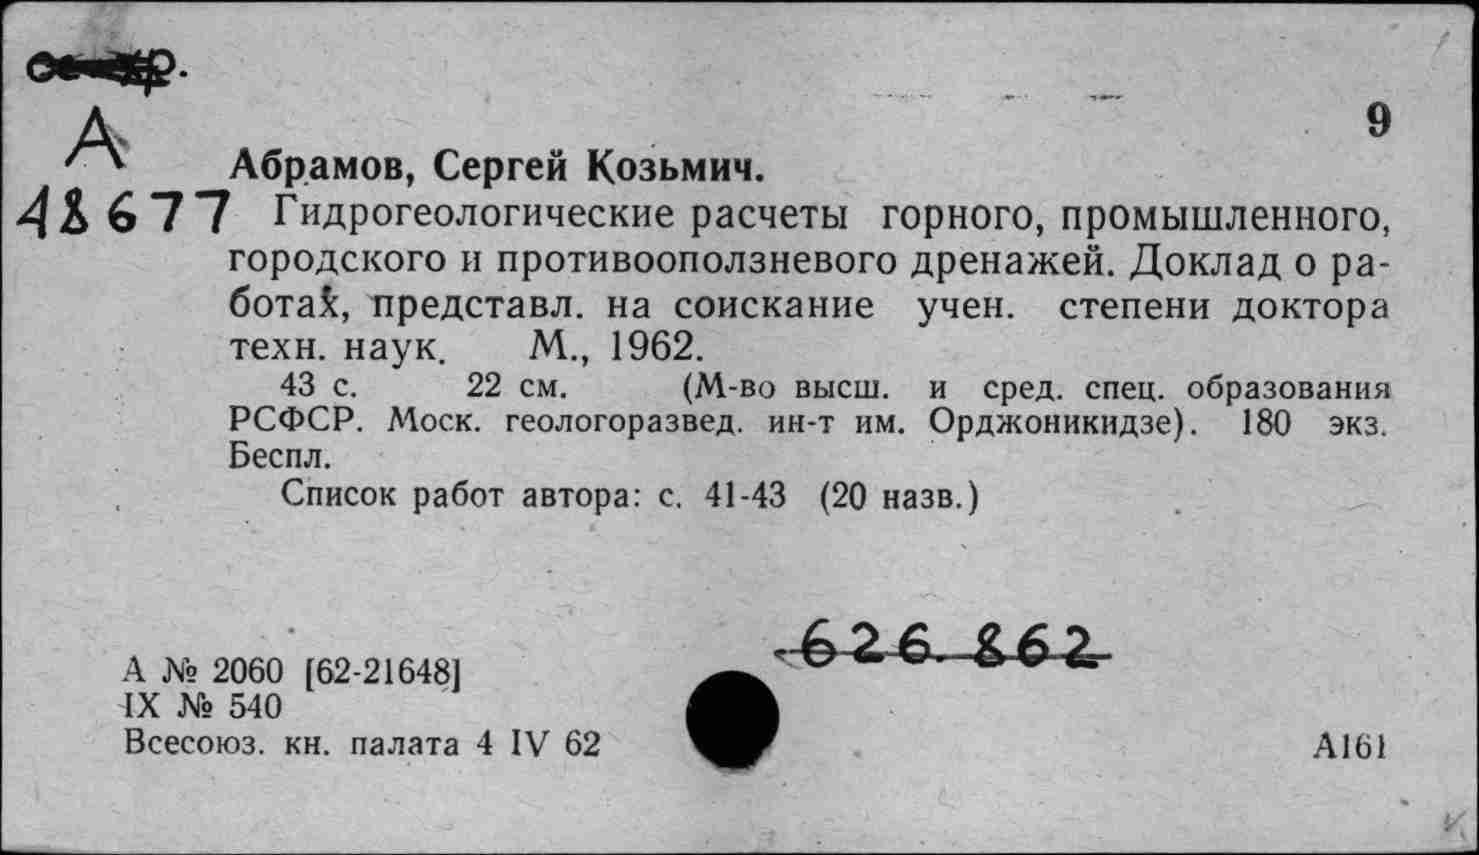 9
А
Абрамов, Сергей Козьмич.
48677 Гидрогеологические расчеты горного, промышленного,
городского и противооползневого дренажей. Доклад о ра-
ботах, представл. на соискание учен. степени доктора
техн. наук. М., 1962.
43 с. 22 см. (М-во высш. и сред. спец. образования
РСФСР. Моск. геологоразвед. ин-т им. Орджоникидзе). 180 экз.
Беспл.
Список работ автора: с. 41-43 (20 назв.)
626.862
А № 2060 [62-21648]
IX № 540
Всесоюз. кн. палата 4 IV 62
А161